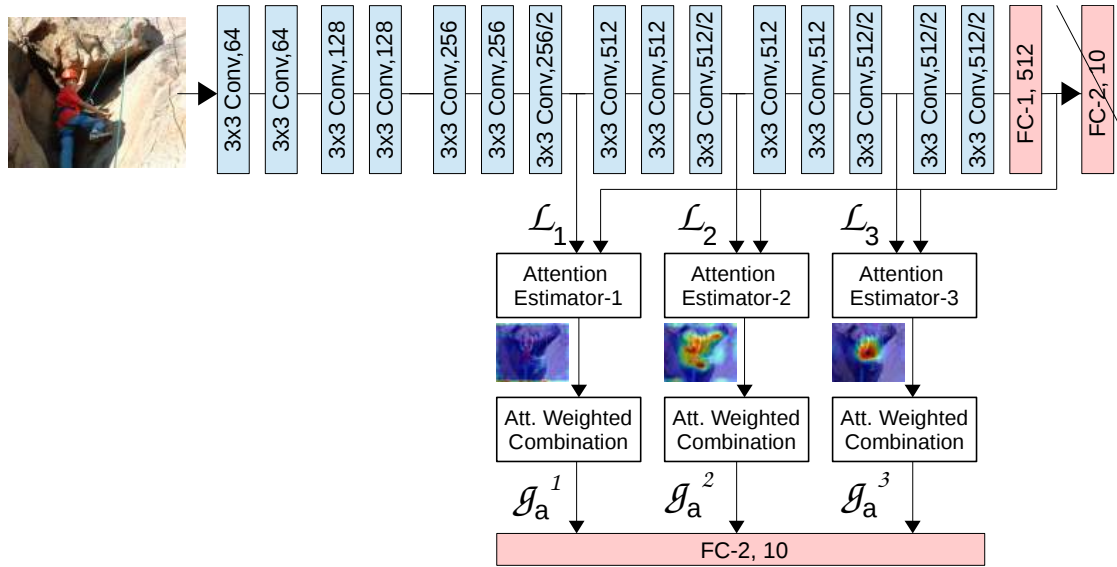 3x3 Conv,64
3x3 Conv,64
3x3 Conv,128
3x3 Conv,128
3x3 Conv,256
3x3 Conv,256
3x3 Conv,256/2
3x3 Conv,512
3x3 Conv,512
3x3 Conv,512/2
3x3 Conv,512
3x3 Conv,512
3x3 Conv,512/2
3x3 Conv,512/2
3x3 Conv,512/2
FC-1, 512
FC-2, 10
ℒ1
ℒ2
ℒ3
Attention
Estimator-1
Attention
Estimator-2
Attention
Estimator-3
Att. Weighted
Combination
Att. Weighted
Combination
Att. Weighted
Combination
𝓰a1
𝓰a2
𝓰a3
FC-2, 10